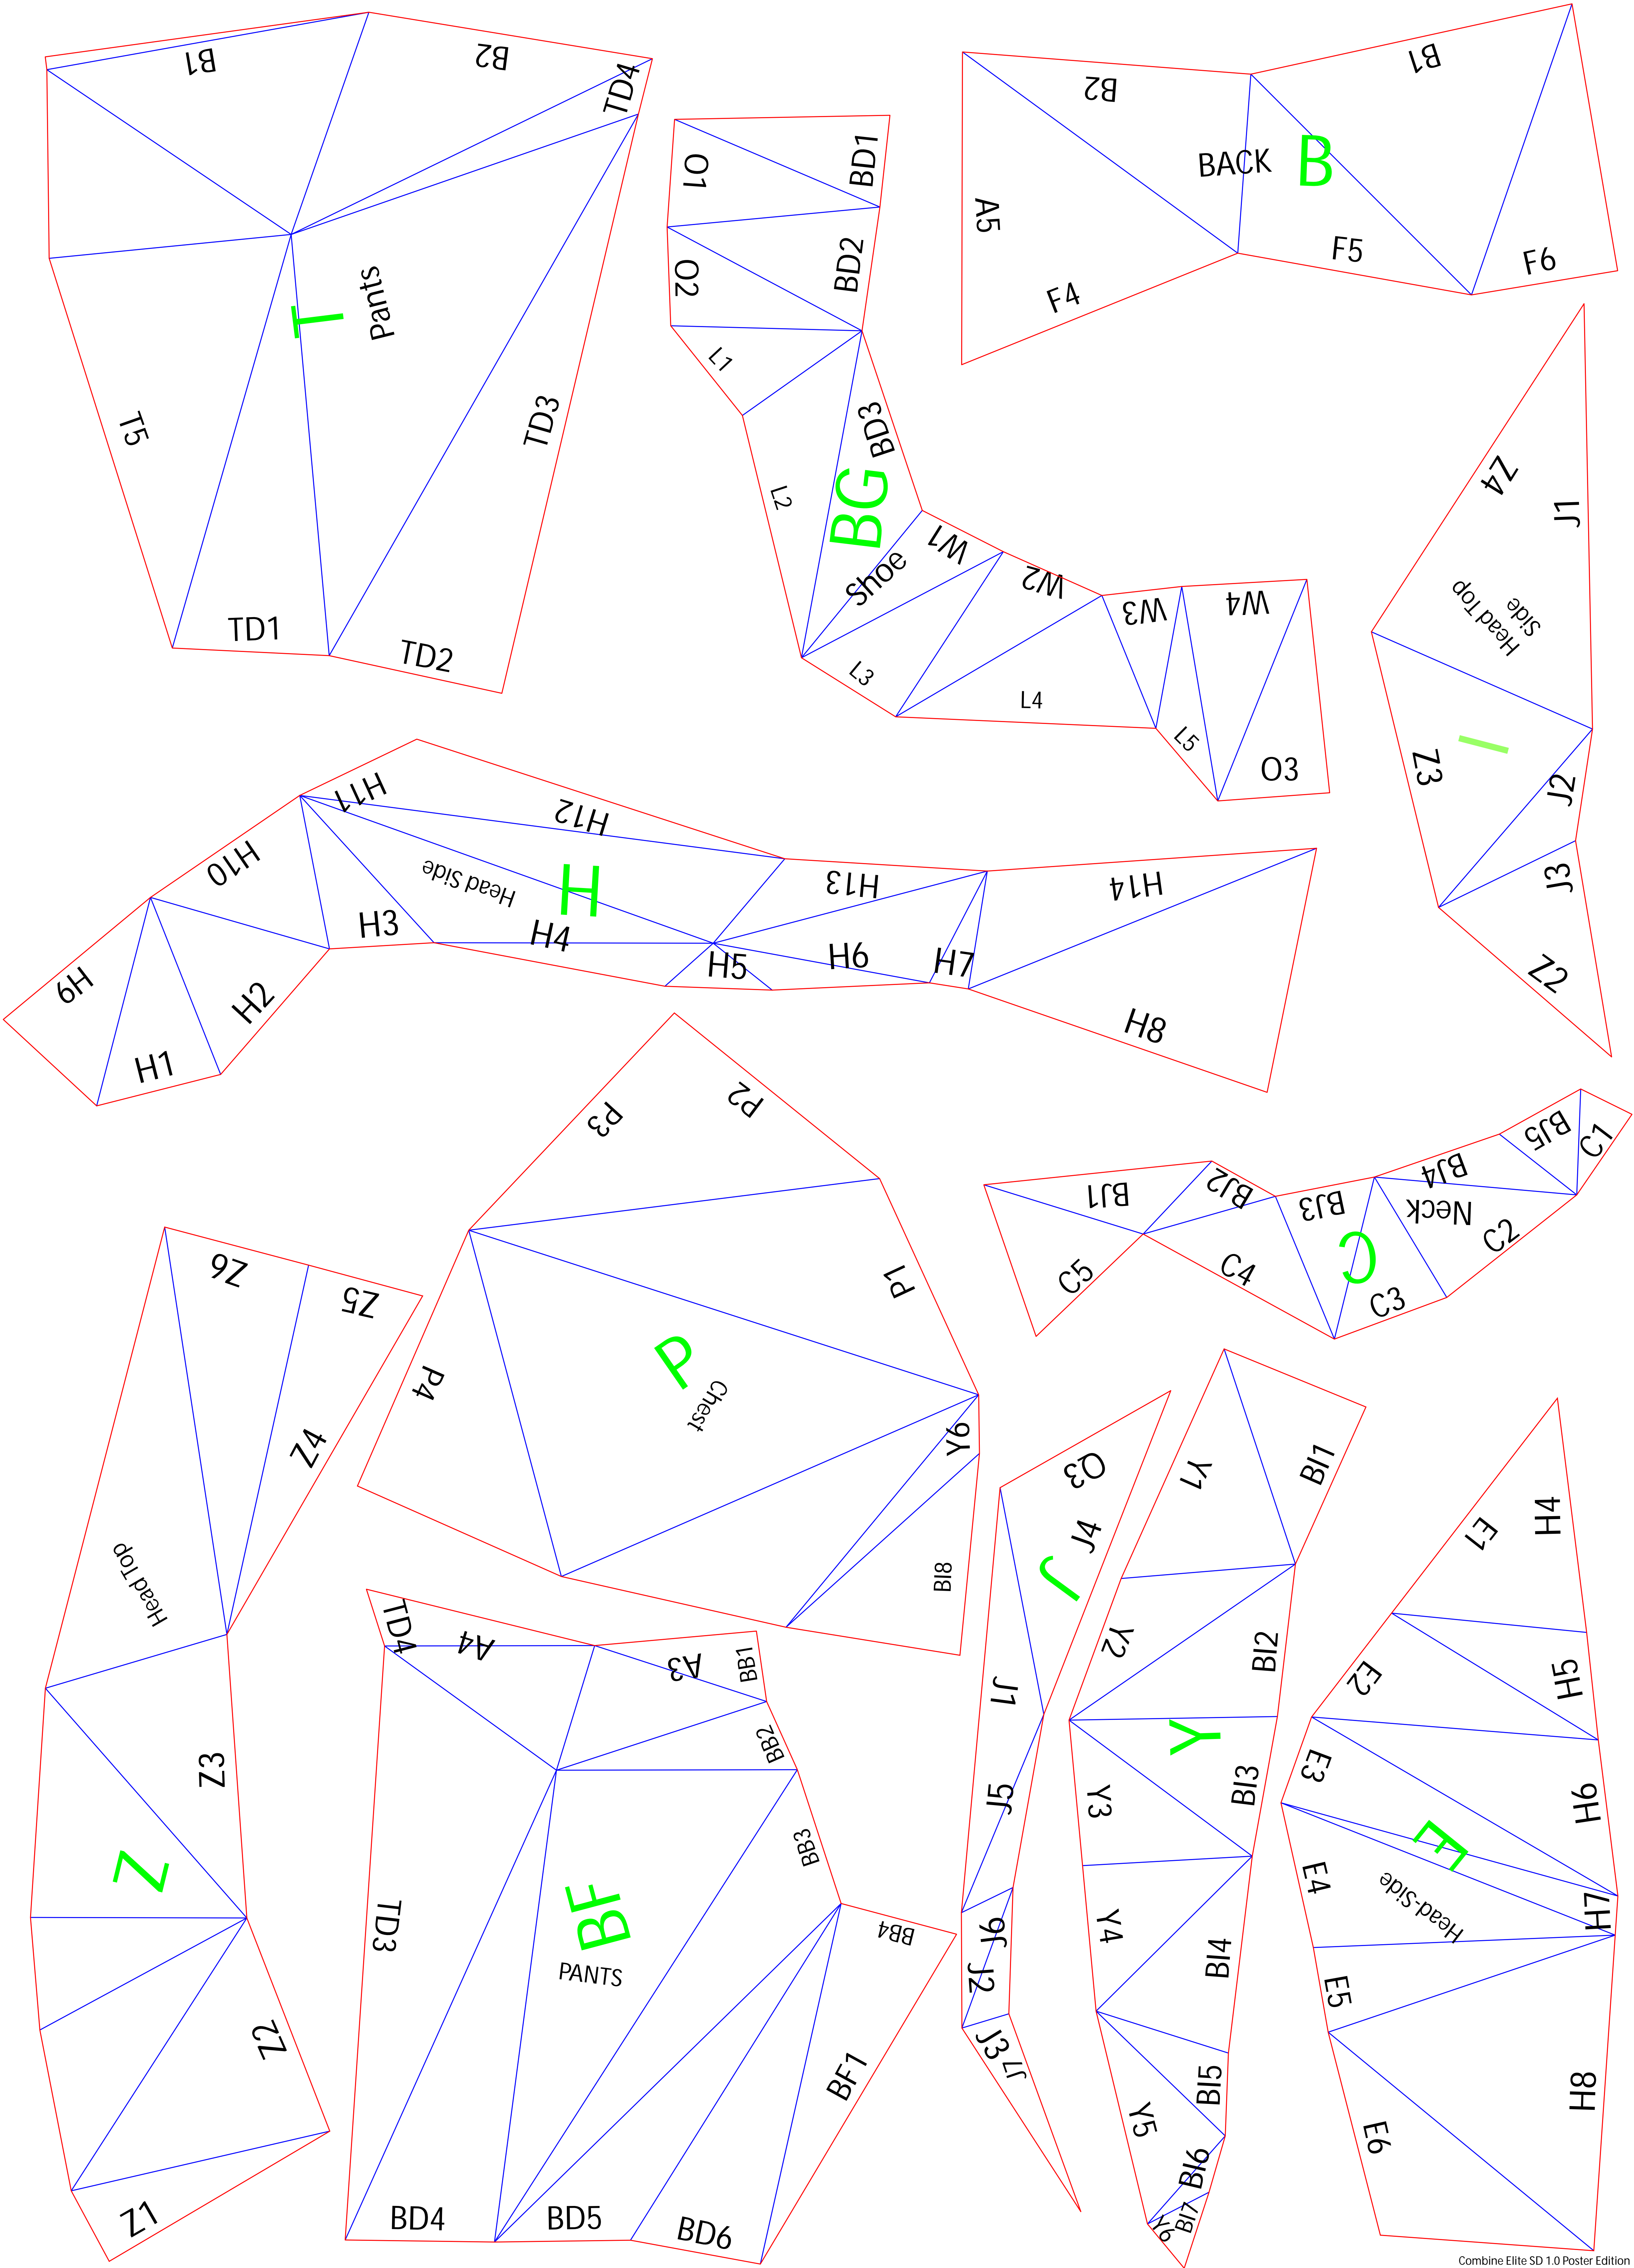 B1
B2
TD4
T
Pants
T5
TD3
TD1
TD2
O1
BD1
O2
BD2
L1
BD3
L2
BG
Shoe
W1
W2
W3
W4
L3
L4
L5
O3
B2
B1
BACK
B
A5
F4
F5
F6
Z4
J1
Head Top
Side
I
Z3
J2
J3
Z2
H11
H12
H10
Head Side
H
H13
H14
H9
H3
H4
H5
H6
H7
H2
H1
H8
P3
P2
P1
P
Chest
P4
Y6
BI8
BJ1
BJ2
BJ3
BJ4
BJ5
C1
Neck
C
C2
C3
C4
C5
Z6
Z5
Z4
Head Top
Z3
Z
Z2
Z1
TD4
A4
A3
BB1
BB2
BB3
TD3
BF
PANTS
BB4
BF1
BD4
BD5
BD6
Q3
J4
J
J1
J5
J6
J2
J3
J7
Y1
BI1
Y2
BI2
Y
Y3
BI3
Y4
BI4
BI5
Y5
BI6
BI7
Y6
E1
H4
E2
H5
E3
H6
E
Head-Side
E4
H7
E5
H8
E6
Combine Elite SD 1.0 Poster Edition